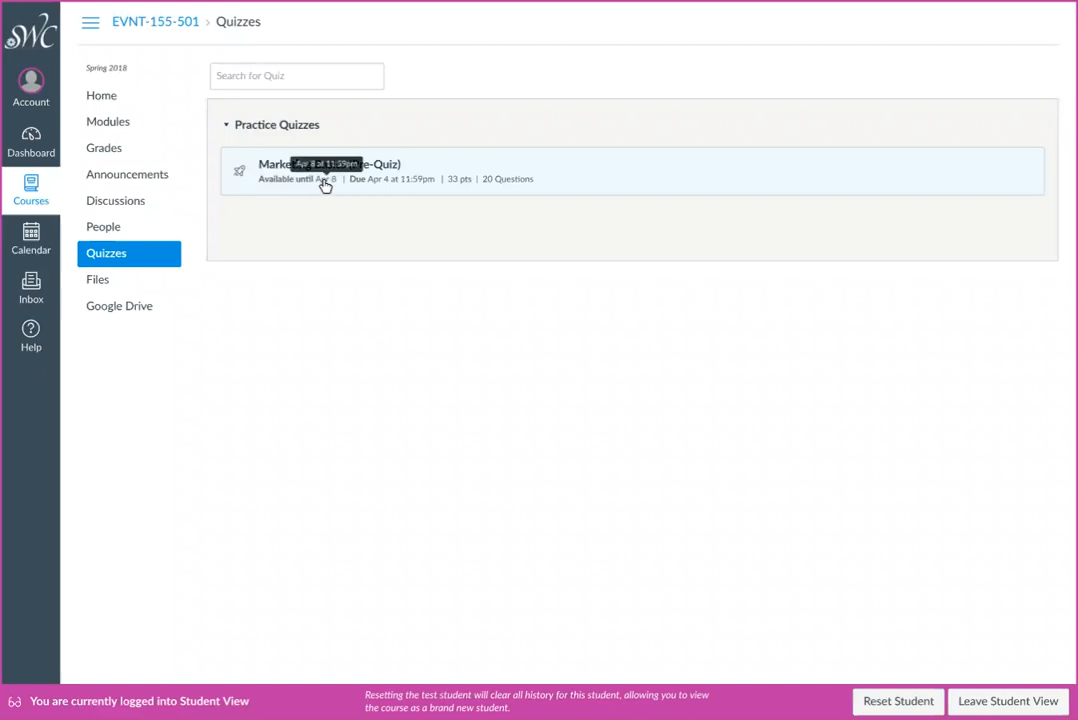 SWC
EVNT-155-501 › Quizzes
Account
Dashboard
Courses
Calendar
Inbox
Help
Spring 2018
Home
Modules
Grades
Announcements
Discussions
People
Quizzes
Files
Google Drive
Search for Quiz
Practice Quizzes
Apr 8 at 11:59pm
re-Quiz)
Available until Apr 8 | Due Apr 4 at 11:59pm | 33 pts | 20 Questions
You are currently logged into Student View
Resetting the test student will clear all history for this student, allowing you to view
the course as a brand new student.
Reset Student
Leave Student View